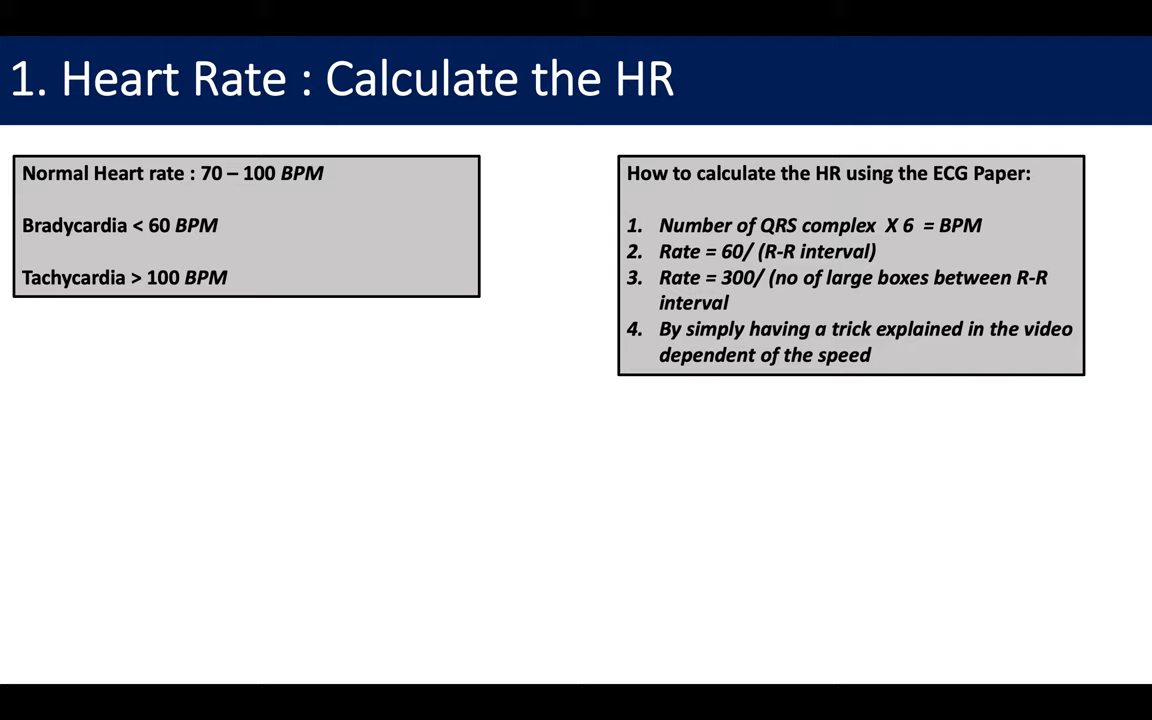 1. Heart Rate : Calculate the HR
Normal Heart rate : 70 – 100 BPM
Bradycardia < 60 BPM
Tachycardia > 100 BPM
How to calculate the HR using the ECG Paper:
1. Number of QRS complex X 6 = BPM
2. Rate = 60/ (R-R interval)
3. Rate = 300/ (no of large boxes between R-R
interval
4. By simply having a trick explained in the video
dependent of the speed